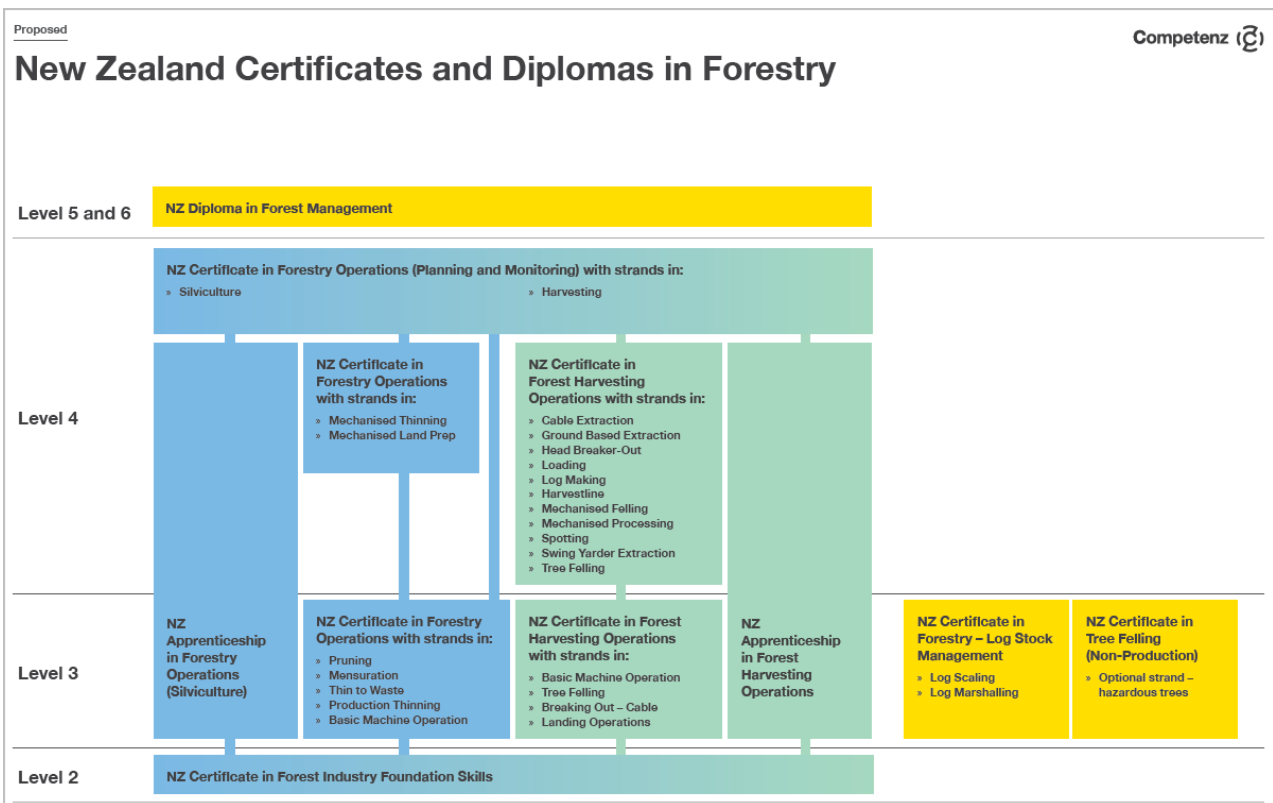 Proposed
Competenz
New Zealand Certificates and Diplomas in Forestry
Level 5 and 6
NZ Diploma in Forest Management
NZ Certificate in Forestry Operations (Planning and Monitoring) with strands in:
» Silviculture
» Harvesting
Level 4
NZ Certificate in
Forestry Operations
with strands in:
» Mechanised Thinning
» Mechanised Land Prep
NZ Certificate in
Forest Harvesting
Operations with strands in:
» Cable Extraction
» Ground Based Extraction
» Head Breaker-Out
» Loading
» Log Making
» Harvestline
» Mechanised Felling
» Mechanised Processing
» Spotting
» Swing Yarder Extraction
» Tree Felling
Level 3
NZ
Apprenticeship
in Forestry
Operations
(Silviculture)
NZ Certificate in Forestry
Operations with strands in:
» Pruning
» Mensuration
» Thin to Waste
» Production Thinning
» Basic Machine Operation
NZ Certificate in Forest
Harvesting Operations
with strands in:
» Basic Machine Operation
» Tree Felling
» Breaking Out – Cable
» Landing Operations
NZ
Apprenticeship
in Forest
Harvesting
Operations
NZ Certificate in
Forestry – Log Stock
Management
» Log Scaling
» Log Marshalling
NZ Certificate in
Tree Felling
(Non-Production)
» Optional strand –
hazardous trees
Level 2
NZ Certificate in Forest Industry Foundation Skills